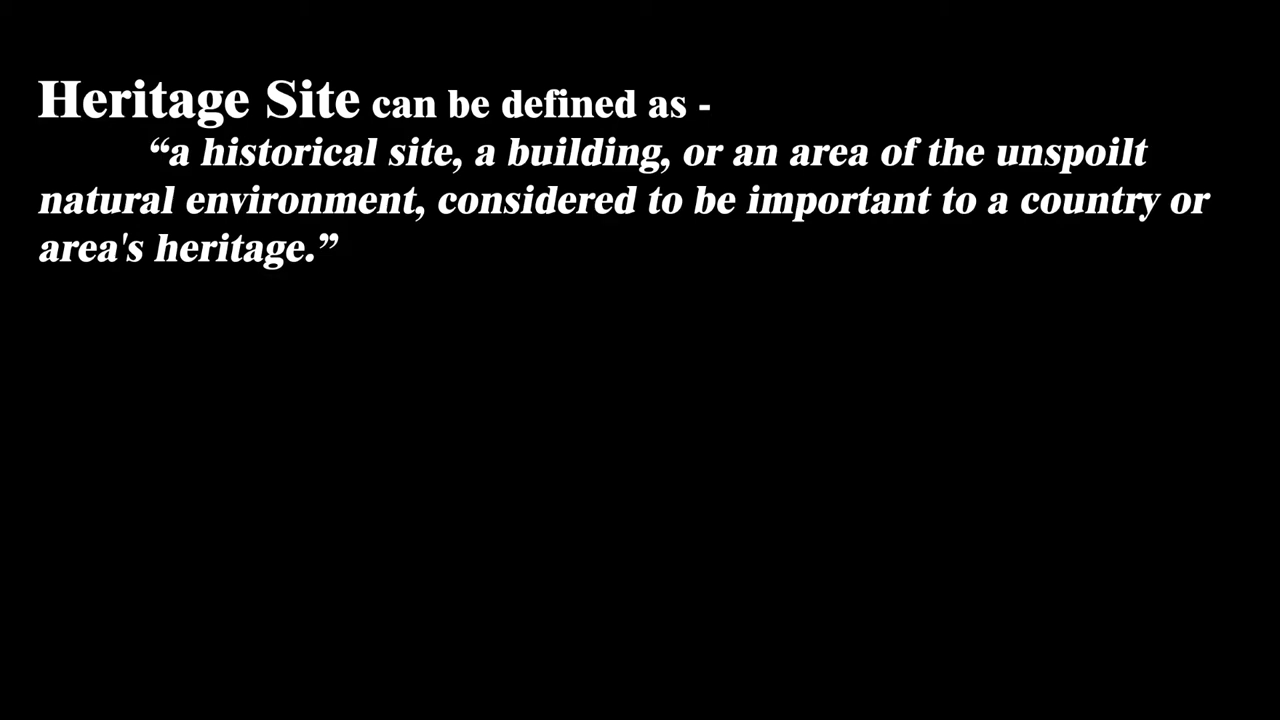 Heritage Site can be defined as -
“a historical site, a building, or an area of the unspoilt
natural environment, considered to be important to a country or
area's heritage.”